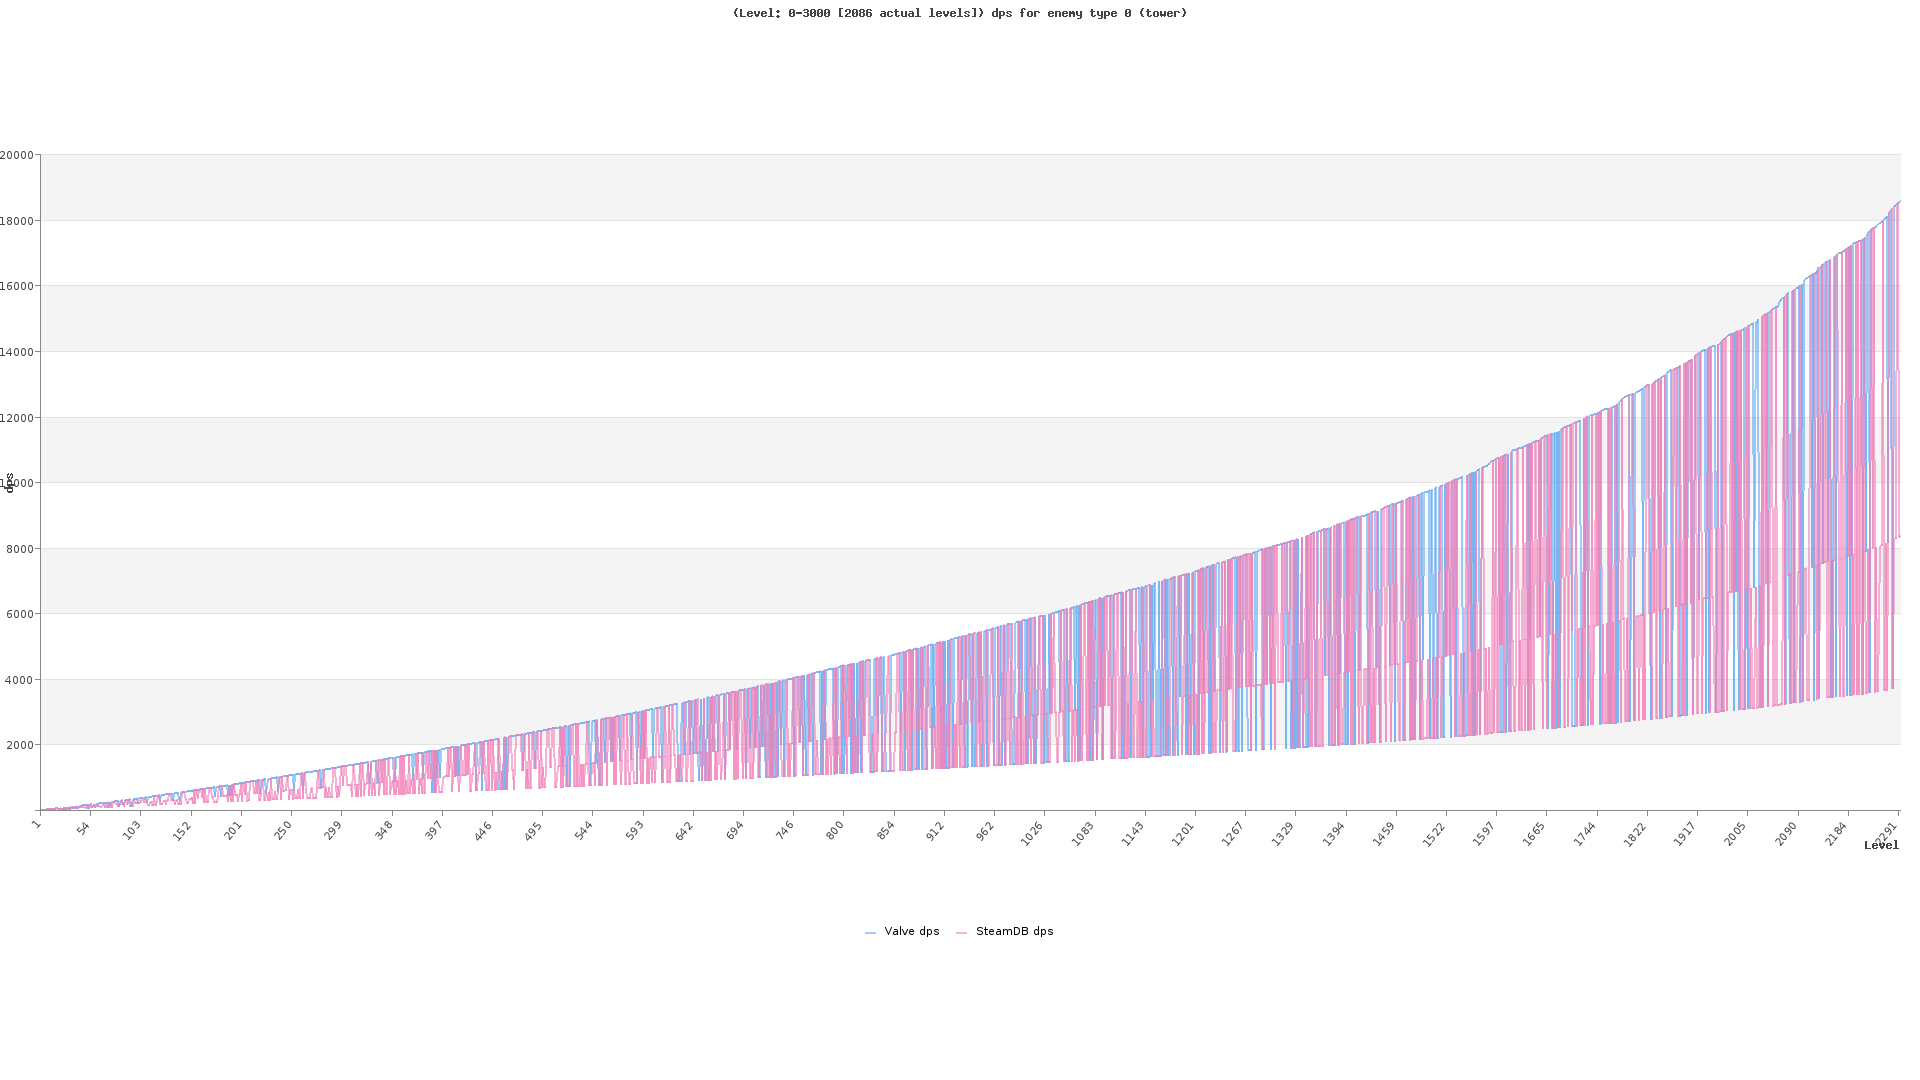 (Level: 0-3000 [2086 actual levels]) dps for enemy type 0 (tower)
20000
18000
16000
14000
12000
10000
8000
6000
4000
2000
dps
1 54 103 152 201 250 299 348 397 446 495 544 593 642 694 746 800 854 912 962 1026 1083 1143 1201 1267 1329 1394 1459 1522 1597 1665 1744 1822 1917 2005 2090 2184 2291
Level
Valve dps SteamDB dps